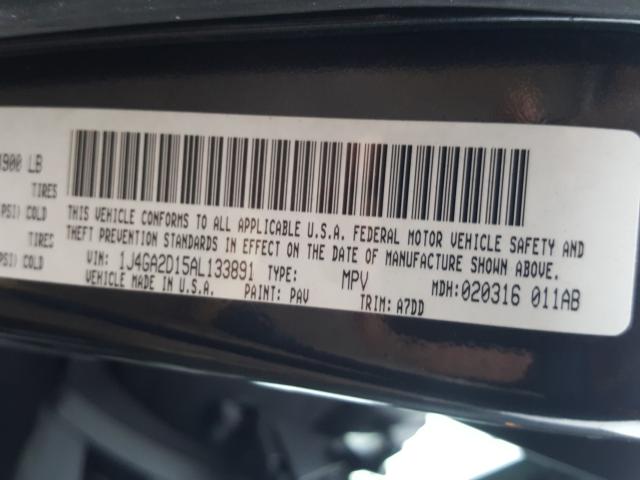 900 LB
TIRES
PSI) COLD
TIRES
PSI) COLD
THIS VEHICLE CONFORMS TO ALL APPLICABLE U.S.A. FEDERAL MOTOR VEHICLE SAFETY AND
THEFT PREVENTION STANDARDS IN EFFECT ON THE DATE OF MANUFACTURE SHOWN ABOVE.
VIN: 1J4GA2D15AL133891 TYPE: MPV MDH:020316 011AB
VEHICLE MADE IN U.S.A. PAINT: PAV TRIM: A7DD